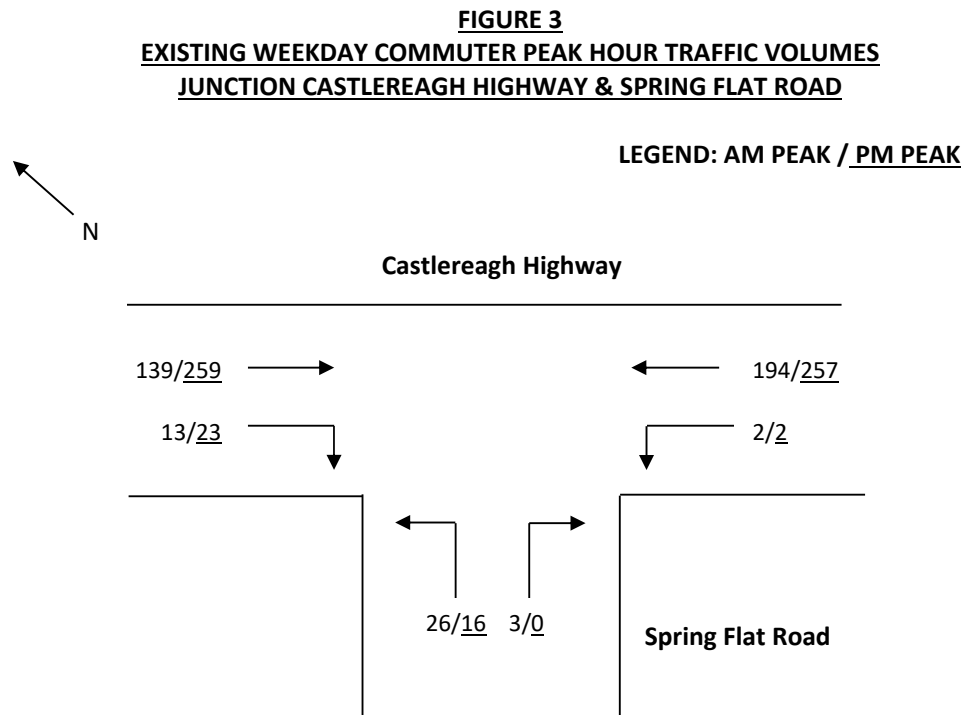 FIGURE 3
EXISTING WEEKDAY COMMUTER PEAK HOUR TRAFFIC VOLUMES
JUNCTION CASTLEREAGH HIGHWAY & SPRING FLAT ROAD
LEGEND: AM PEAK / PM PEAK
N
Castlereagh Highway
139/259 194/257
13/23 2/2
26/16 3/0
Spring Flat Road